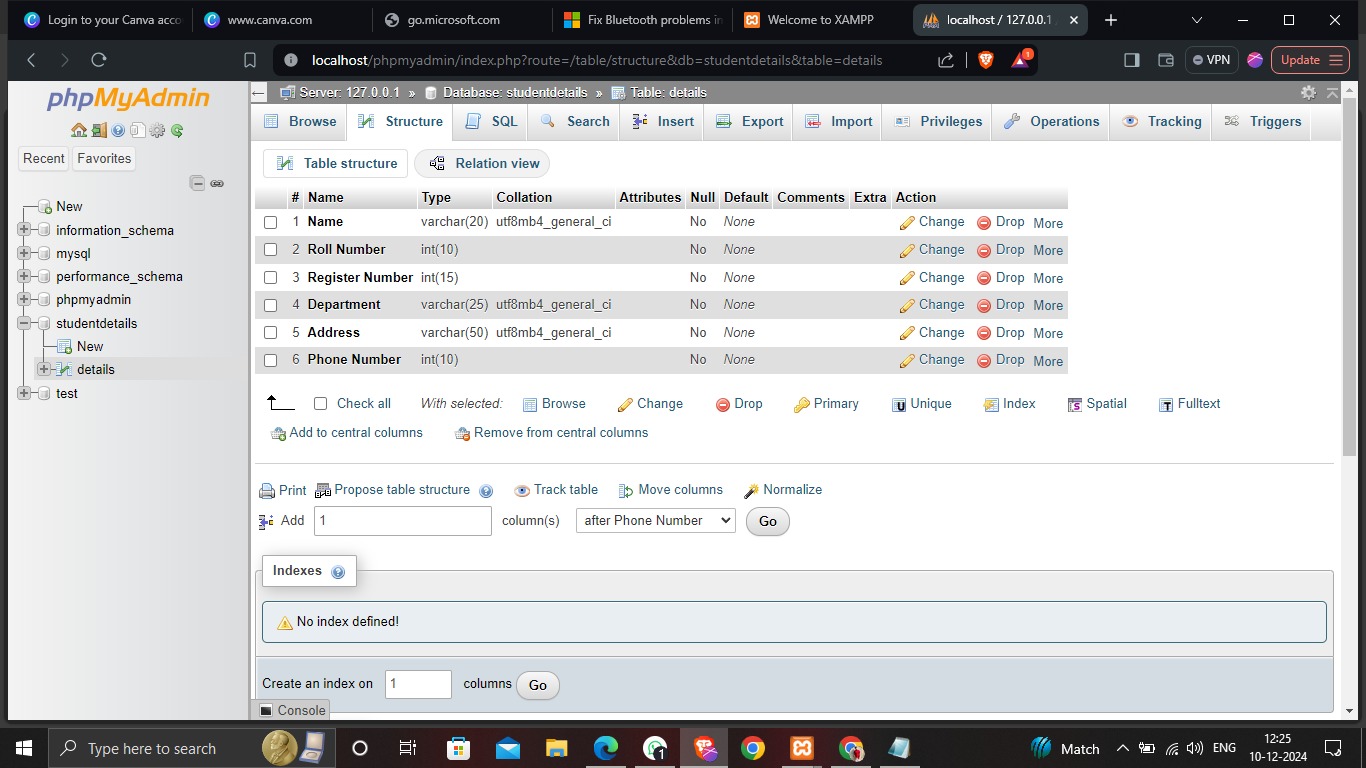 Login to your Canva acco
www.canva.com
go.microsoft.com
Fix Bluetooth problems in
Welcome to XAMPP
localhost / 127.0.0.1
localhost/phpmyadmin/index.php?route=/table/structure&db=studentdetails&table=details
1
VPN
Update
phpMyAdmin
Recent Favorites
New
information_schema
mysql
performance_schema
phpmyadmin
studentdetails
New
details
test
Server: 127.0.0.1 » Database: studentdetails » Table: details
Browse Structure SQL Search Insert Export Import Privileges Operations Tracking Triggers
Table structure Relation view
# Name Type Collation Attributes Null Default Comments Extra Action
1 Name varchar(20) utf8mb4_general_ci No None Change Drop More
2 Roll Number int(10) No None Change Drop More
3 Register Number int(15) No None Change Drop More
4 Department varchar(25) utf8mb4_general_ci No None Change Drop More
5 Address varchar(50) utf8mb4_general_ci No None Change Drop More
6 Phone Number int(10) No None Change Drop More
Check all With selected: Browse Change Drop Primary Unique Index Spatial Fulltext
Add to central columns Remove from central columns
Print Propose table structure Track table Move columns Normalize
Add 1 column(s) after Phone Number Go
Indexes
No index defined!
Create an index on 1 columns Go
Console
Type here to search
1
Match
ENG
12:25
10-12-2024